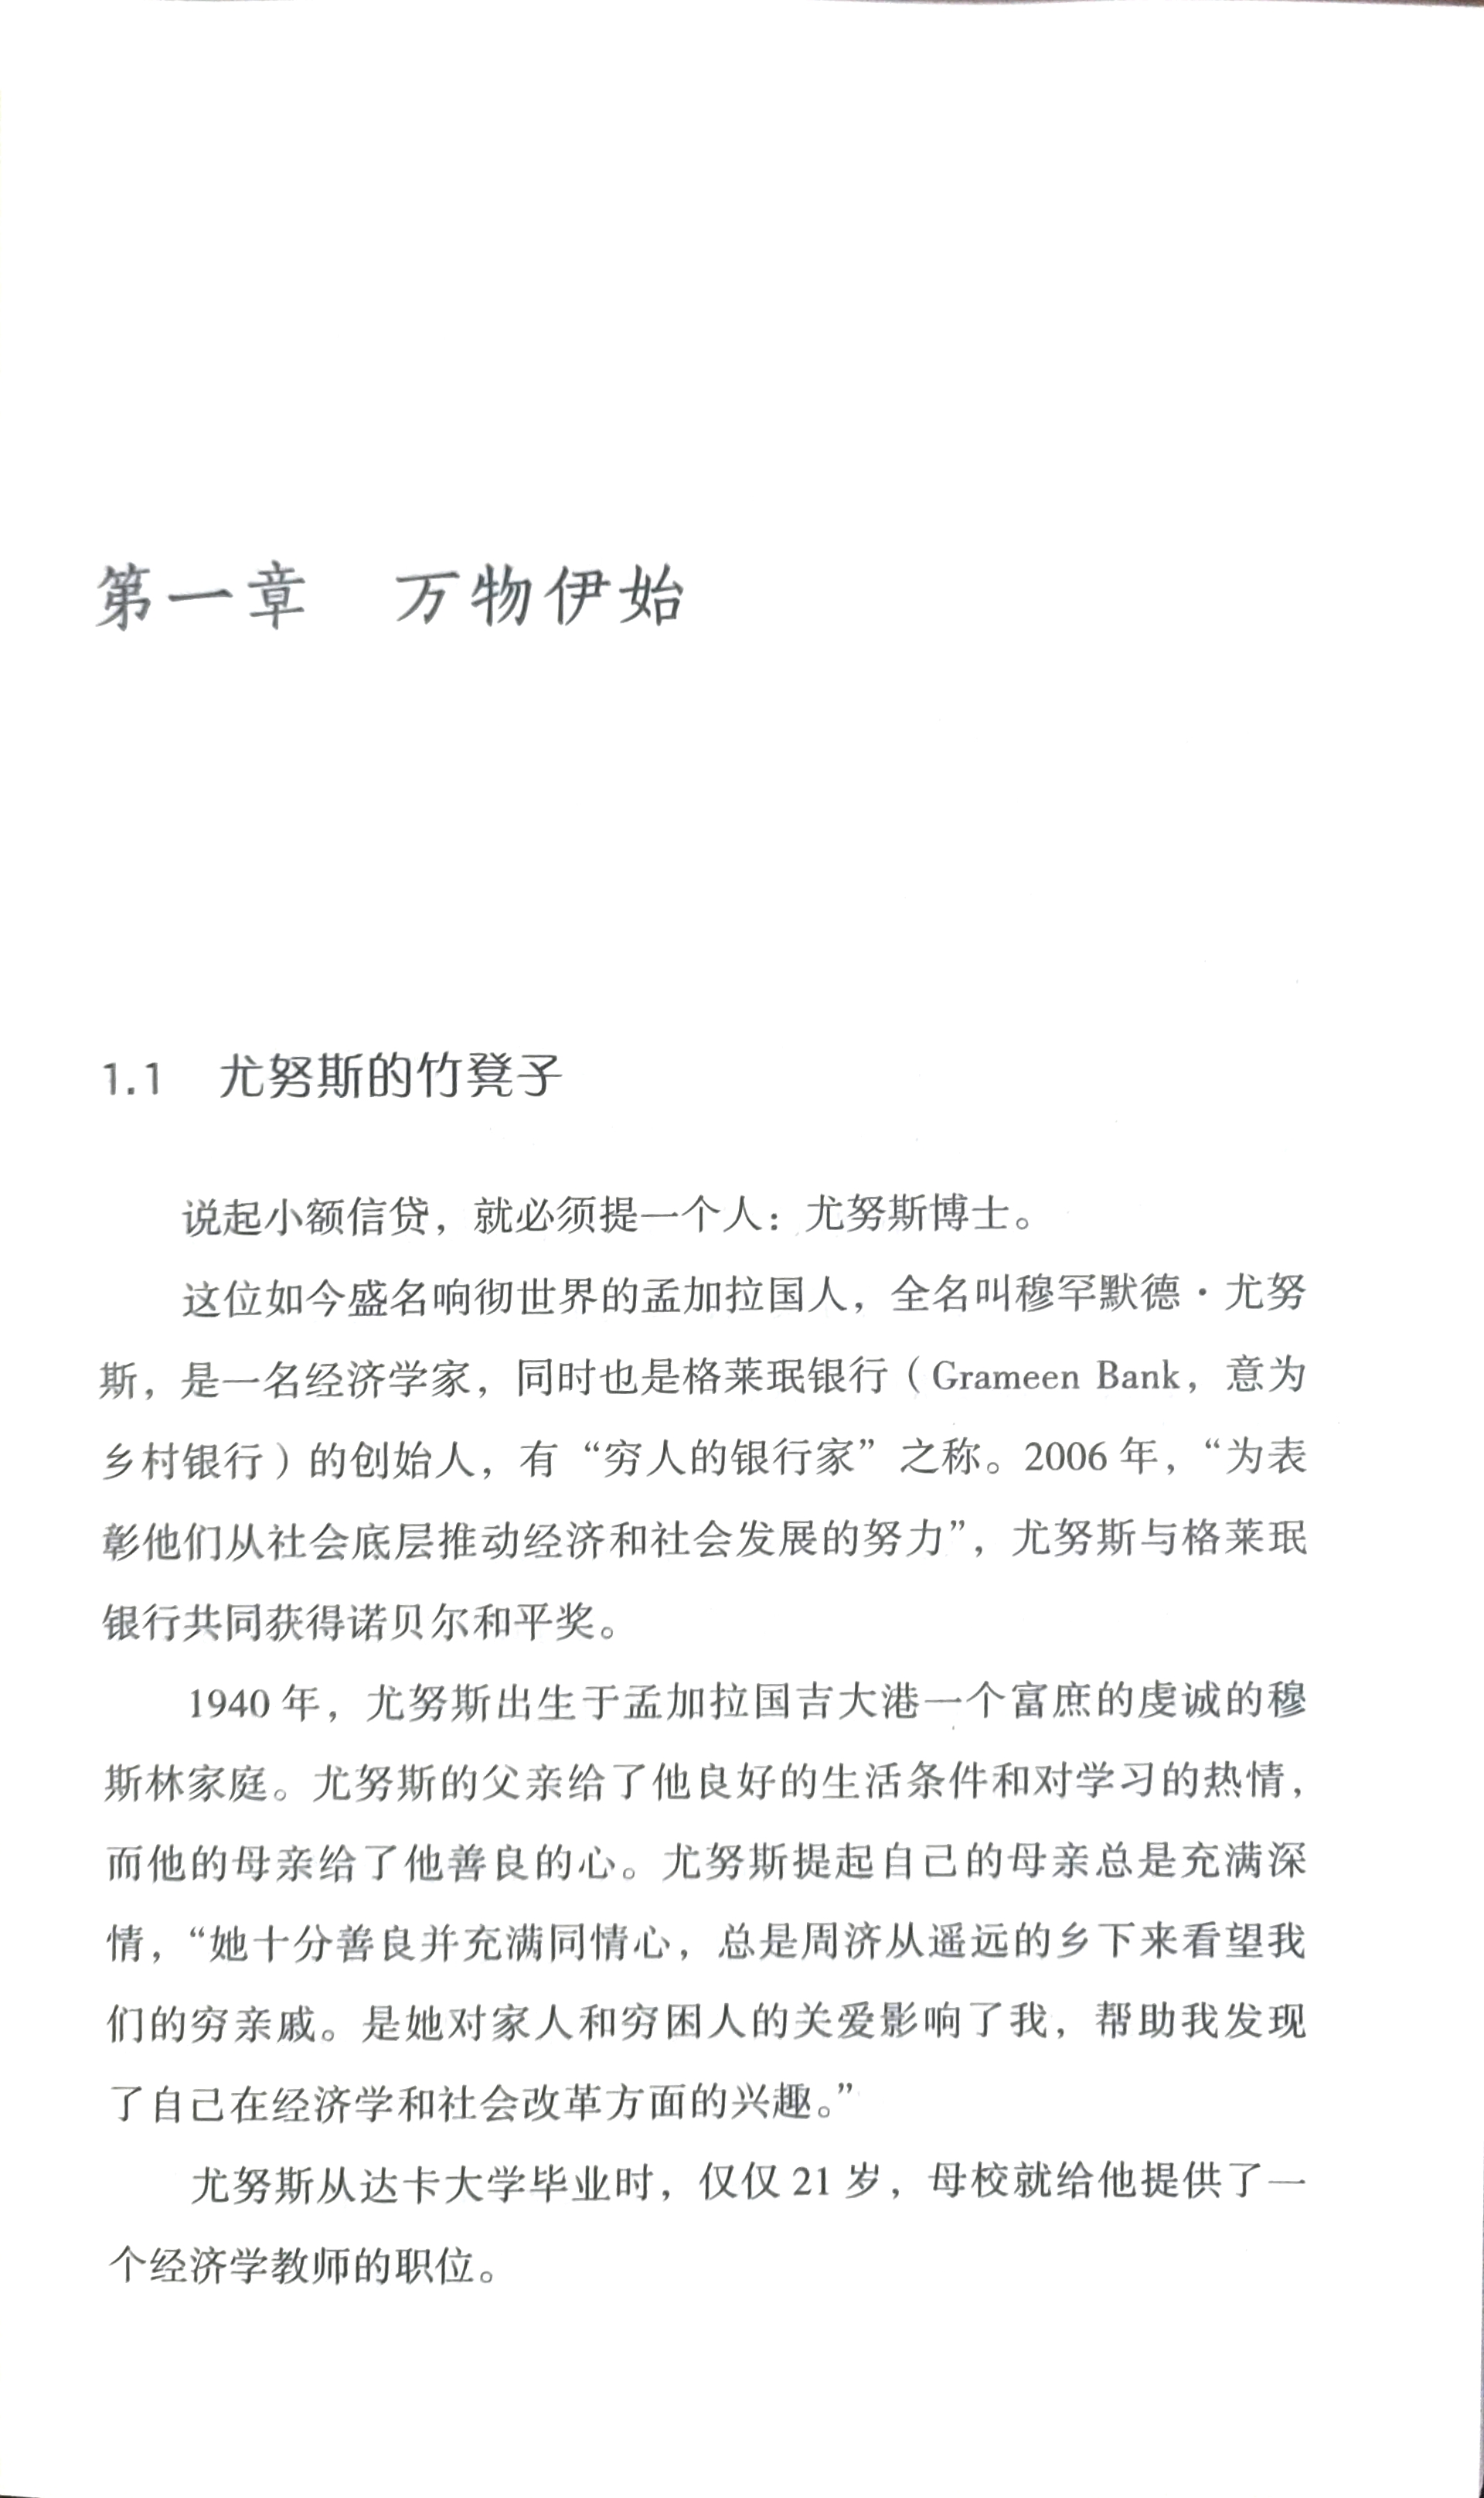 第一章 万物伊始
1.1 尤努斯的竹凳子
说起小额信贷，就必须提一个人：尤努斯博士。
这位如今盛名响彻世界的孟加拉国人，全名叫穆罕默德·尤努
斯，是一名经济学家，同时也是格莱珉银行（Grameen Bank，意为
乡村银行）的创始人，有“穷人的银行家”之称。2006 年，“为表
彰他们从社会底层推动经济和社会发展的努力”，尤努斯与格莱珉
银行共同获得诺贝尔和平奖。
1940 年，尤努斯出生于孟加拉国吉大港一个富庶的虔诚的穆
斯林家庭。尤努斯的父亲给了他良好的生活条件和对学习的热情，
而他的母亲给了他善良的心。尤努斯提起自己的母亲总是充满深
情，“她十分善良并充满同情心，总是周济从遥远的乡下来看望我
们的穷亲戚。是她对家人和穷困人的关爱影响了我，帮助我发现
了自己在经济学和社会改革方面的兴趣。”
尤努斯从达卡大学毕业时，仅仅 21 岁，母校就给他提供了一
个经济学教师的职位。